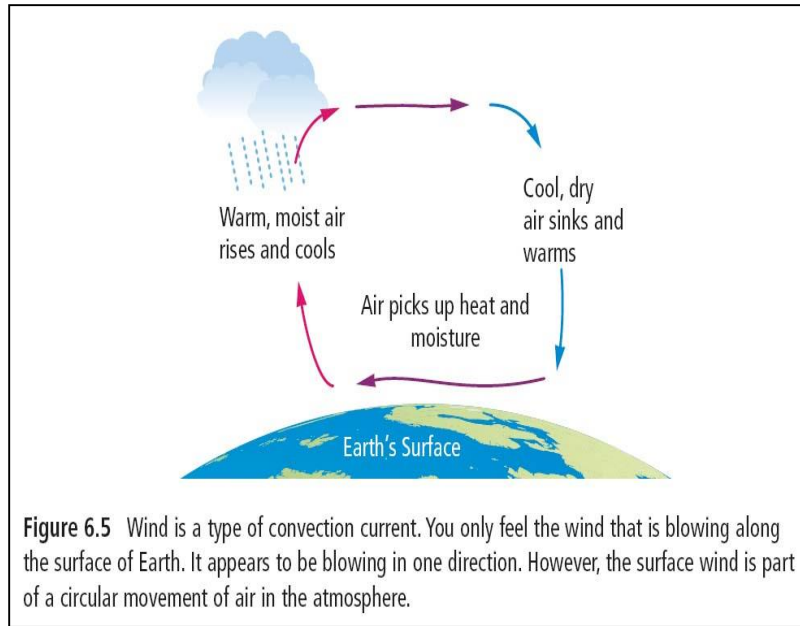 Warm, moist air
rises and cools
Cool, dry
air sinks and
warms
Air picks up heat and
moisture
Earth's Surface
Figure 6.5 Wind is a type of convection current. You only feel the wind that is blowing along
the surface of Earth. It appears to be blowing in one direction. However, the surface wind is part
of a circular movement of air in the atmosphere.